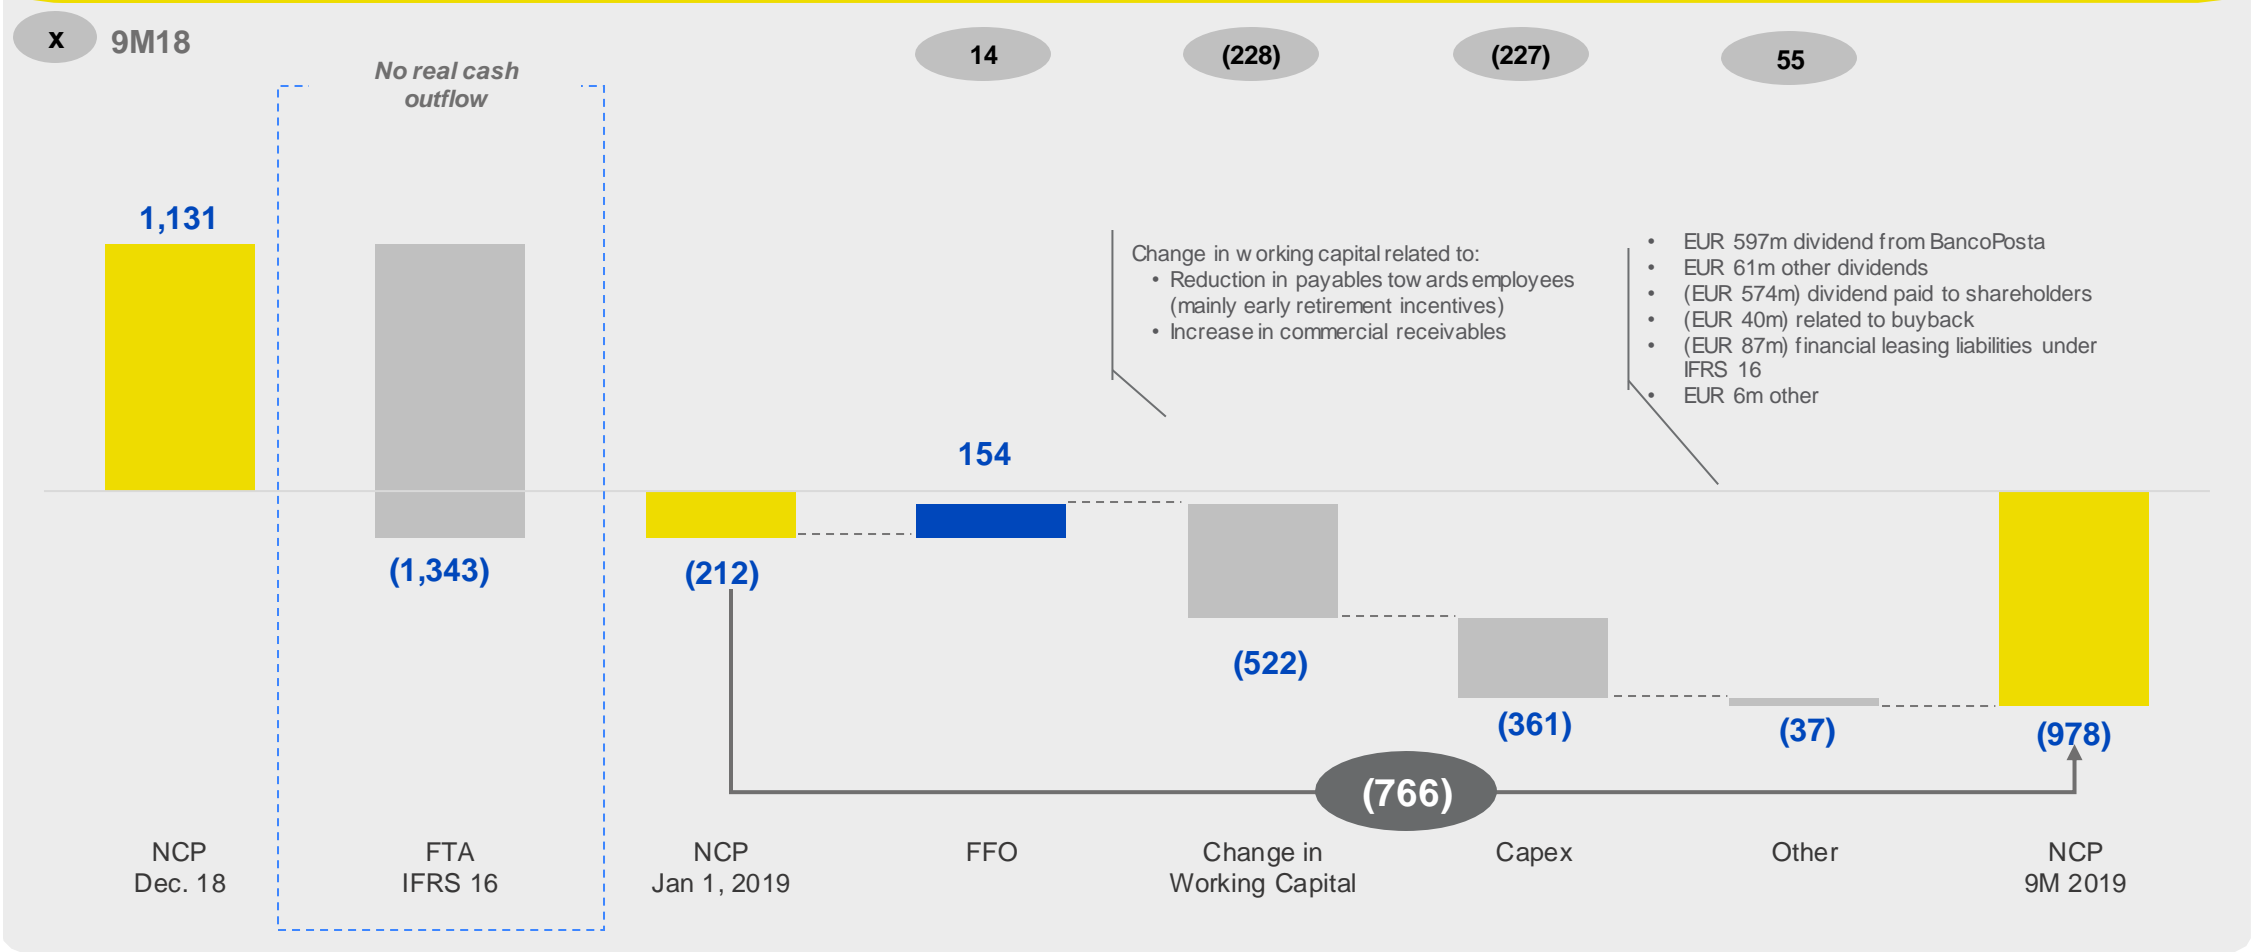 x 9M18
14 (228) (227) 55
No real cash
outflow
1,131
Change in working capital related to:
• Reduction in payables towards employees
(mainly early retirement incentives)
• Increase in commercial receivables
• EUR 597m dividend from BancoPosta
• EUR 61m other dividends
• (EUR 574m) dividend paid to shareholders
• (EUR 40m) related to buyback
• (EUR 87m) financial leasing liabilities under
IFRS 16
• EUR 6m other
154
(1,343)
(212)
(522)
(361)
(37)
(978)
(766)
NCP
Dec. 18
FTA
IFRS 16
NCP
Jan 1, 2019
FFO
Change in
Working Capital
Capex
Other
NCP
9M 2019